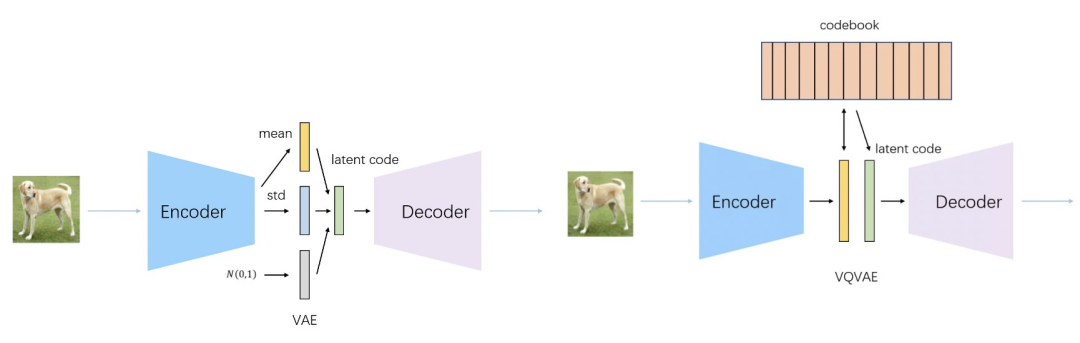 mean
std
N(0,1)
Encoder
latent code
Decoder
VAE
codebook
Encoder
latent code
Decoder
VQVAE